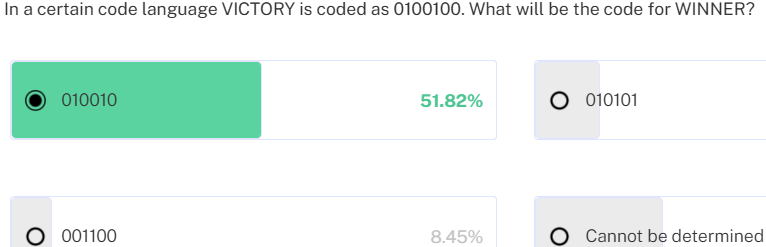 In a certain code language VICTORY is coded as 0100100. What will be the code for WINNER?
010010 51.82% 010101
001100 8.45% Cannot be determined